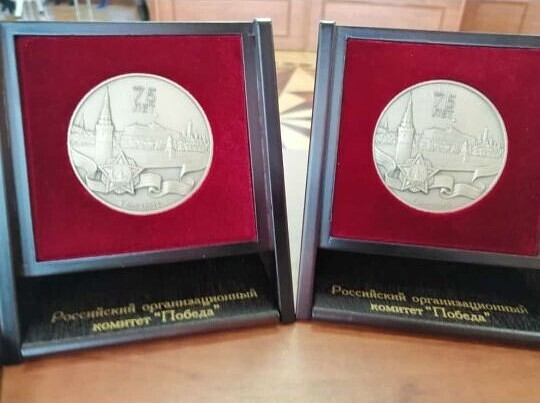 75
ЛЕТ
Российский организационный
комитет "Победа"
75
ЛЕТ
Российский организационный
комитет "Победа"